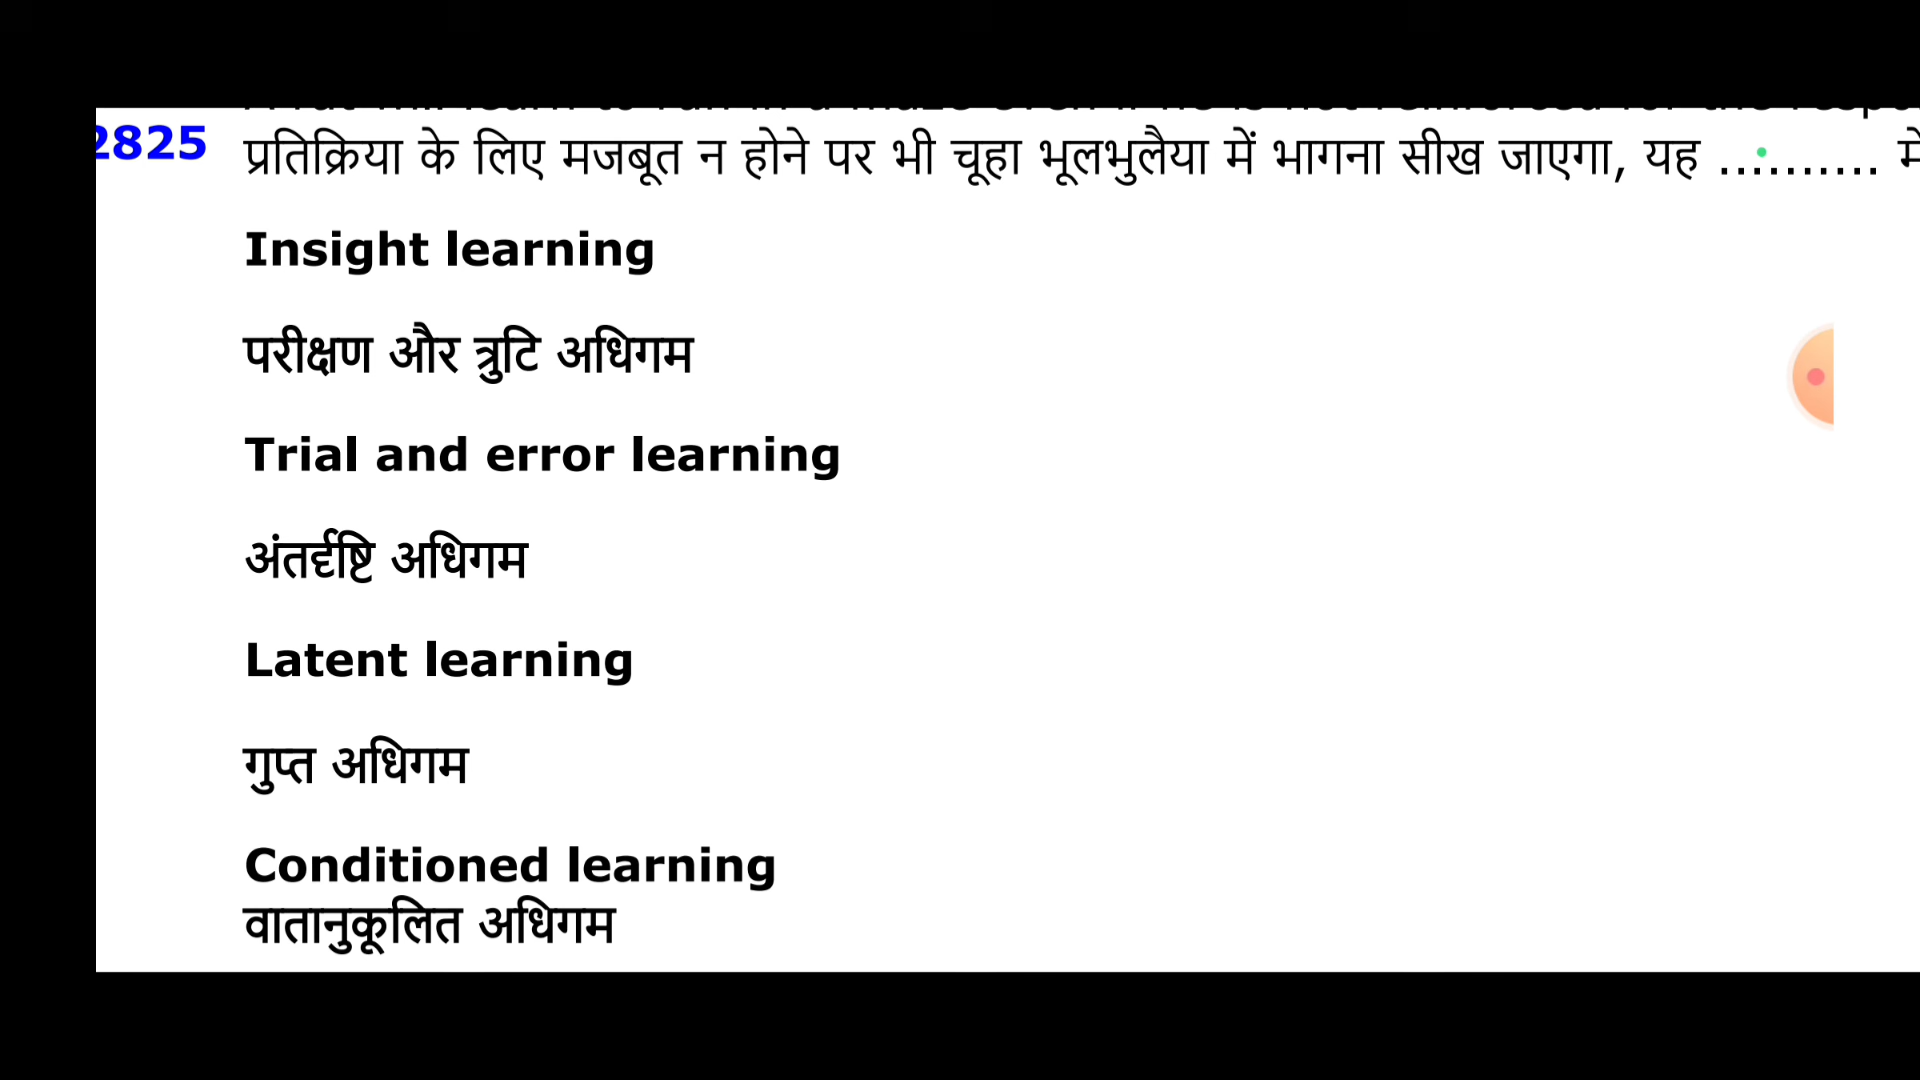 2825
प्रतिक्रिया के लिए मजबूत न होने पर भी चूहा भूलभुलैया में भागना सीख जाएगा, यह ..........
Insight learning
परीक्षण और त्रुटि अधिगम
Trial and error learning
अंतर्दृष्टि अधिगम
Latent learning
गुप्त अधिगम
Conditioned learning
वातानुकूलित अधिगम